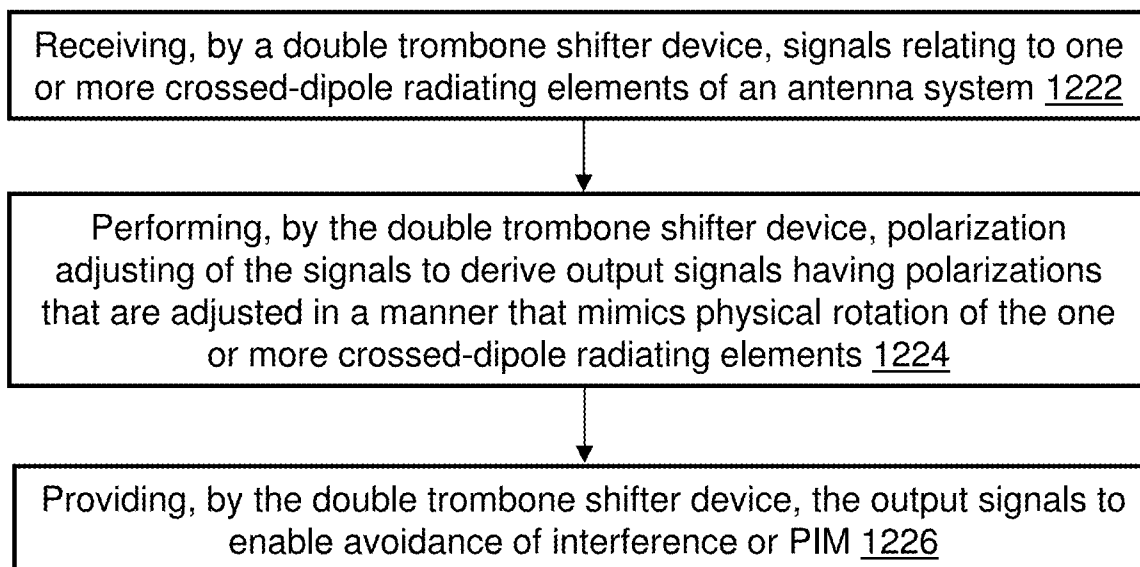 Receiving, by a double trombone shifter device, signals relating to one
or more crossed-dipole radiating elements of an antenna system 1222
Performing, by the double trombone shifter device, polarization
adjusting of the signals to derive output signals having polarizations
that are adjusted in a manner that mimics physical rotation of the one
or more crossed-dipole radiating elements 1224
Providing, by the double trombone shifter device, the output signals to
enable avoidance of interference or PIM 1226